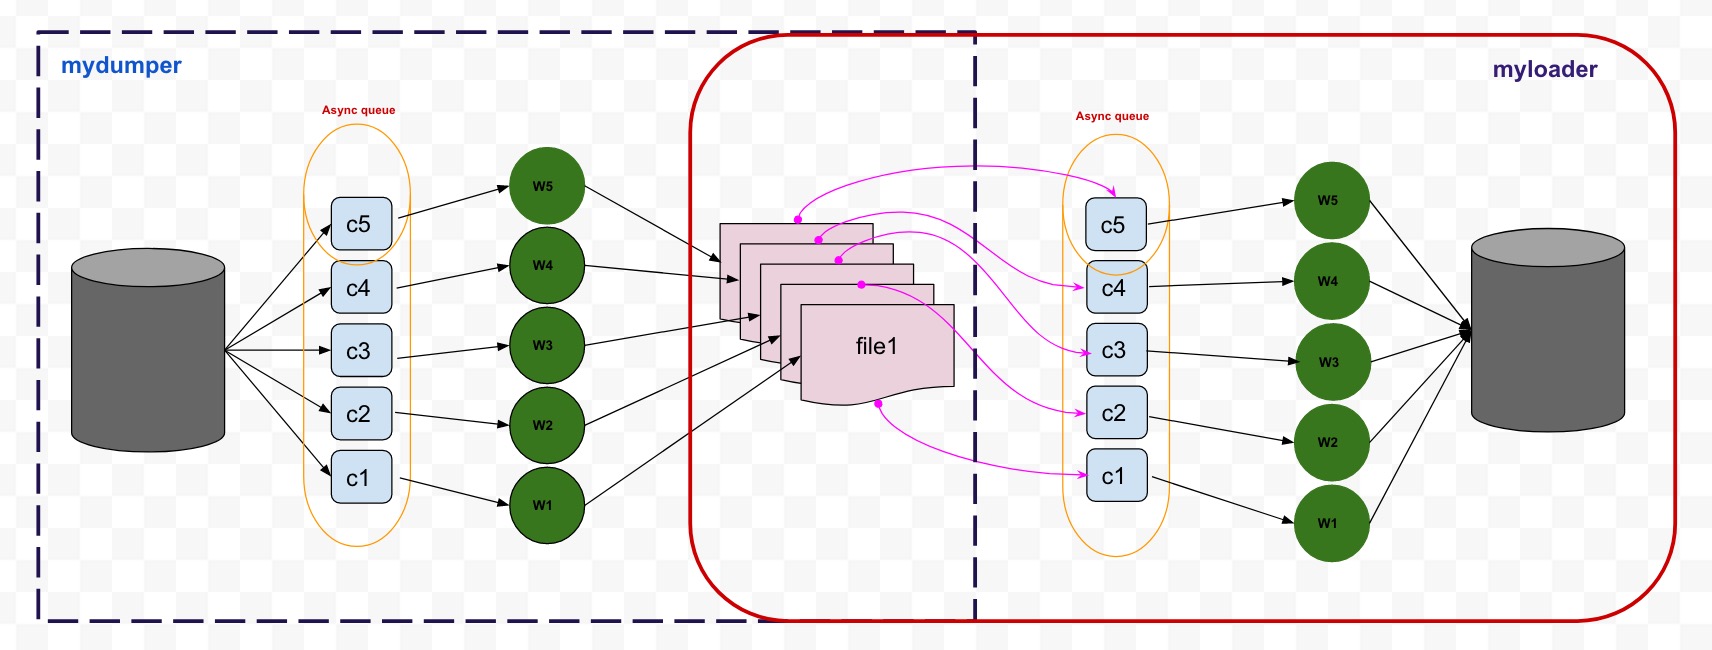 mydumper
myloader
Async queue
Async queue
c5
c4
c3
c2
c1
W5
W4
W3
W2
W1
file1
c5
c4
c3
c2
c1
W5
W4
W3
W2
W1